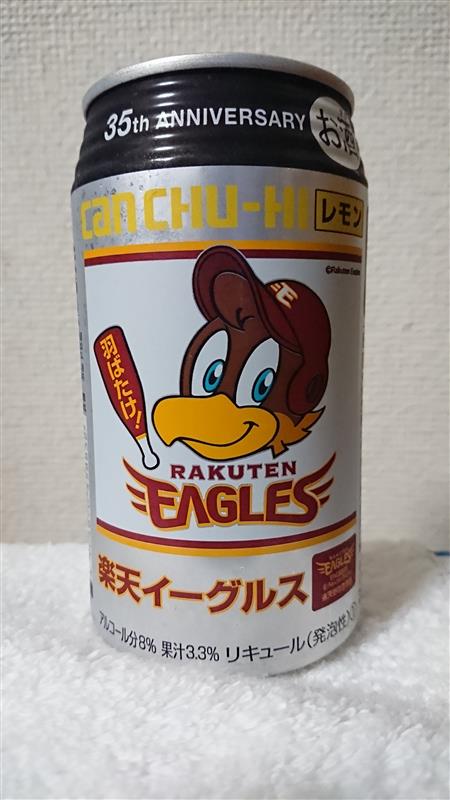 35th ANNIVERSARY
お酒
can CHU-HI レモン
©Rakuten Eagles
E
羽ばたけ!
RAKUTEN
EAGLES
楽天イーグルス
EAGLES
アルコール分8% 果汁3.3% リキュール(発泡性)①